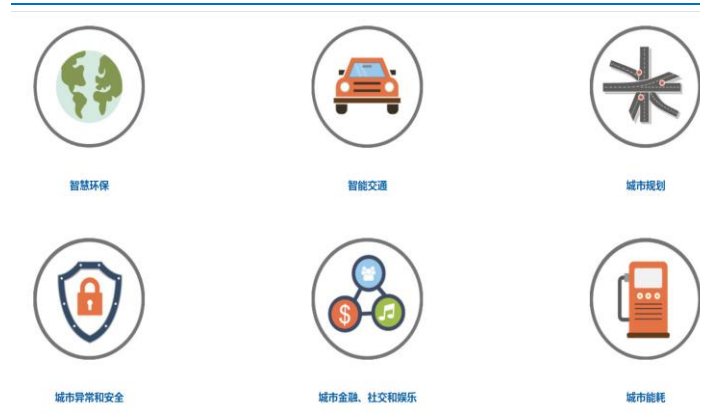 智慧环保
智能交通
城市规划
城市异常和安全
$
城市金融、社交和娱乐
城市能耗